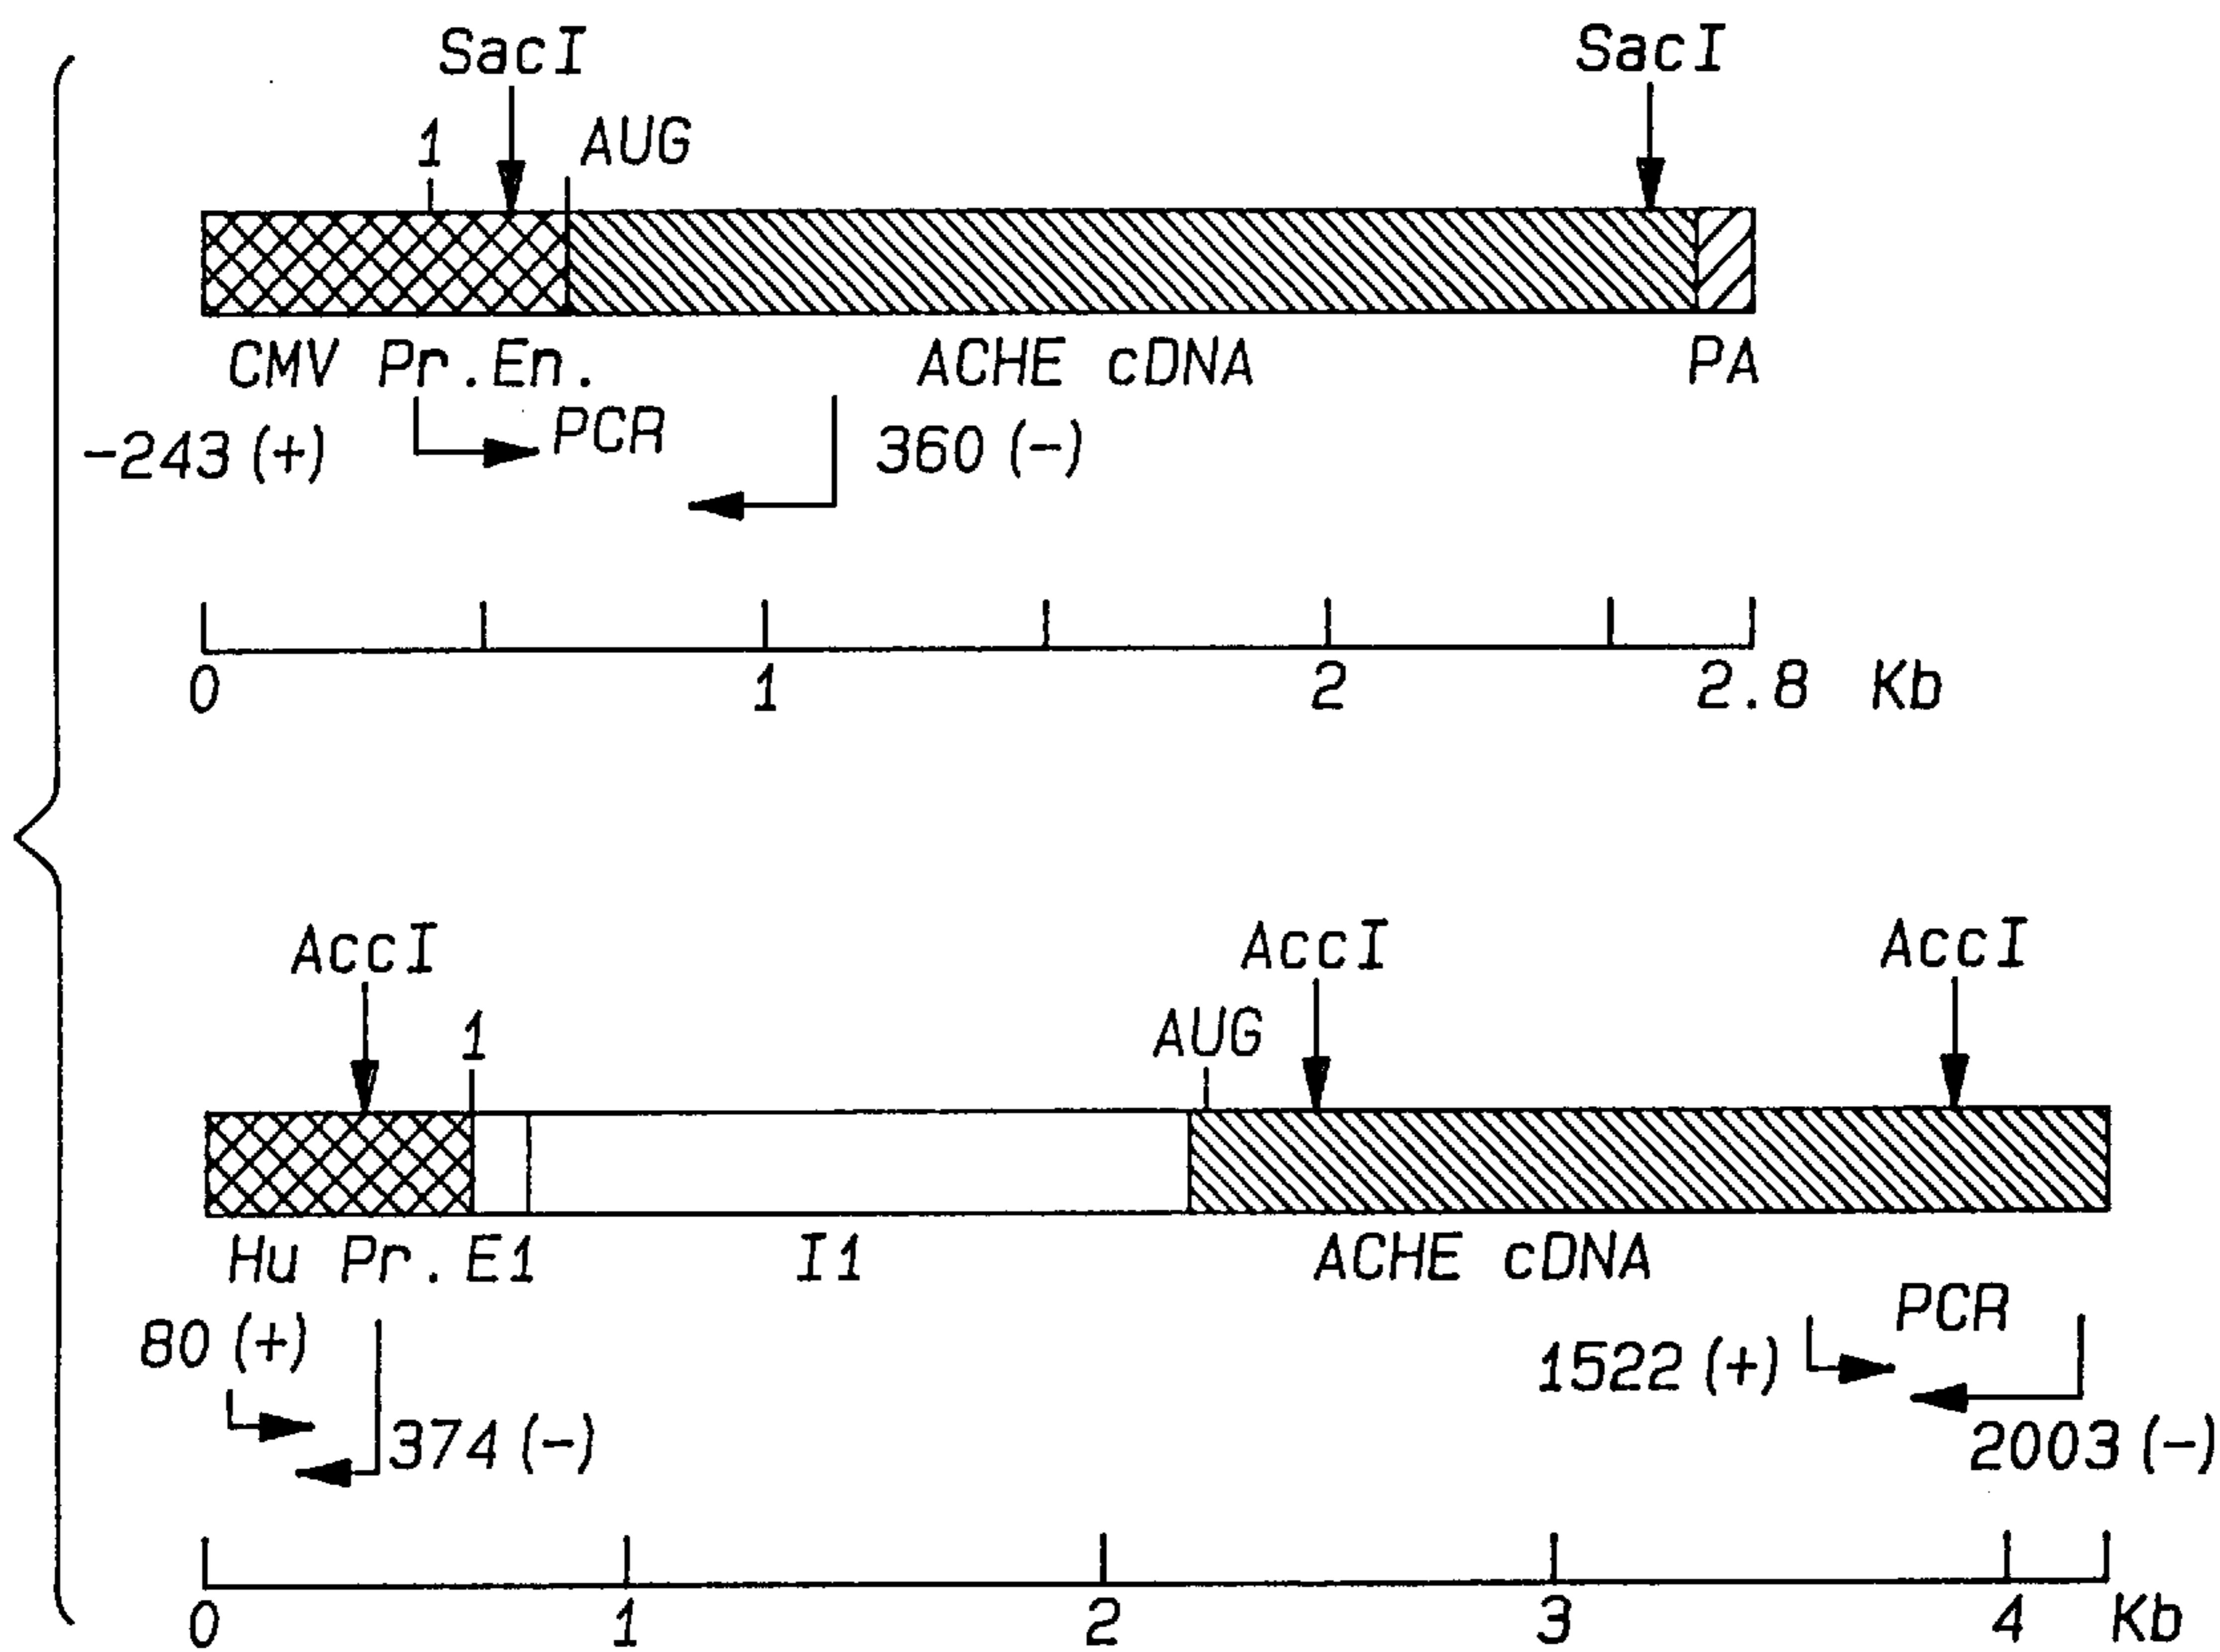 SacI SacI
1 AUG
CMV Pr.En. ACHE cDNA PA
-243 (+) PCR 360 (-)
0 1 2 2.8 Kb
AccI AccI AccI
1 AUG
Hu Pr. E1 I1 ACHE cDNA
80 (+) 1522 (+) PCR
374 (-) 2003 (-)
0 1 2 3 4 Kb